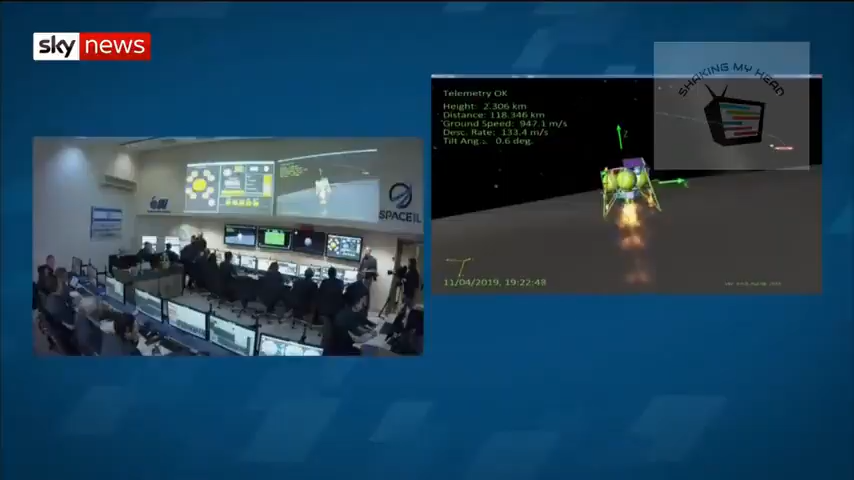 sky news
SHAKING MY HEAD
Telemetry OK
Height: 2.306 km
Distance: 118.346 km
Ground Speed: 947.1 m/s
Desc. Rate: 133.4 m/s
Tilt Ang.: 0.6 deg.
SPACEIL
11/04/2019, 19:22:48